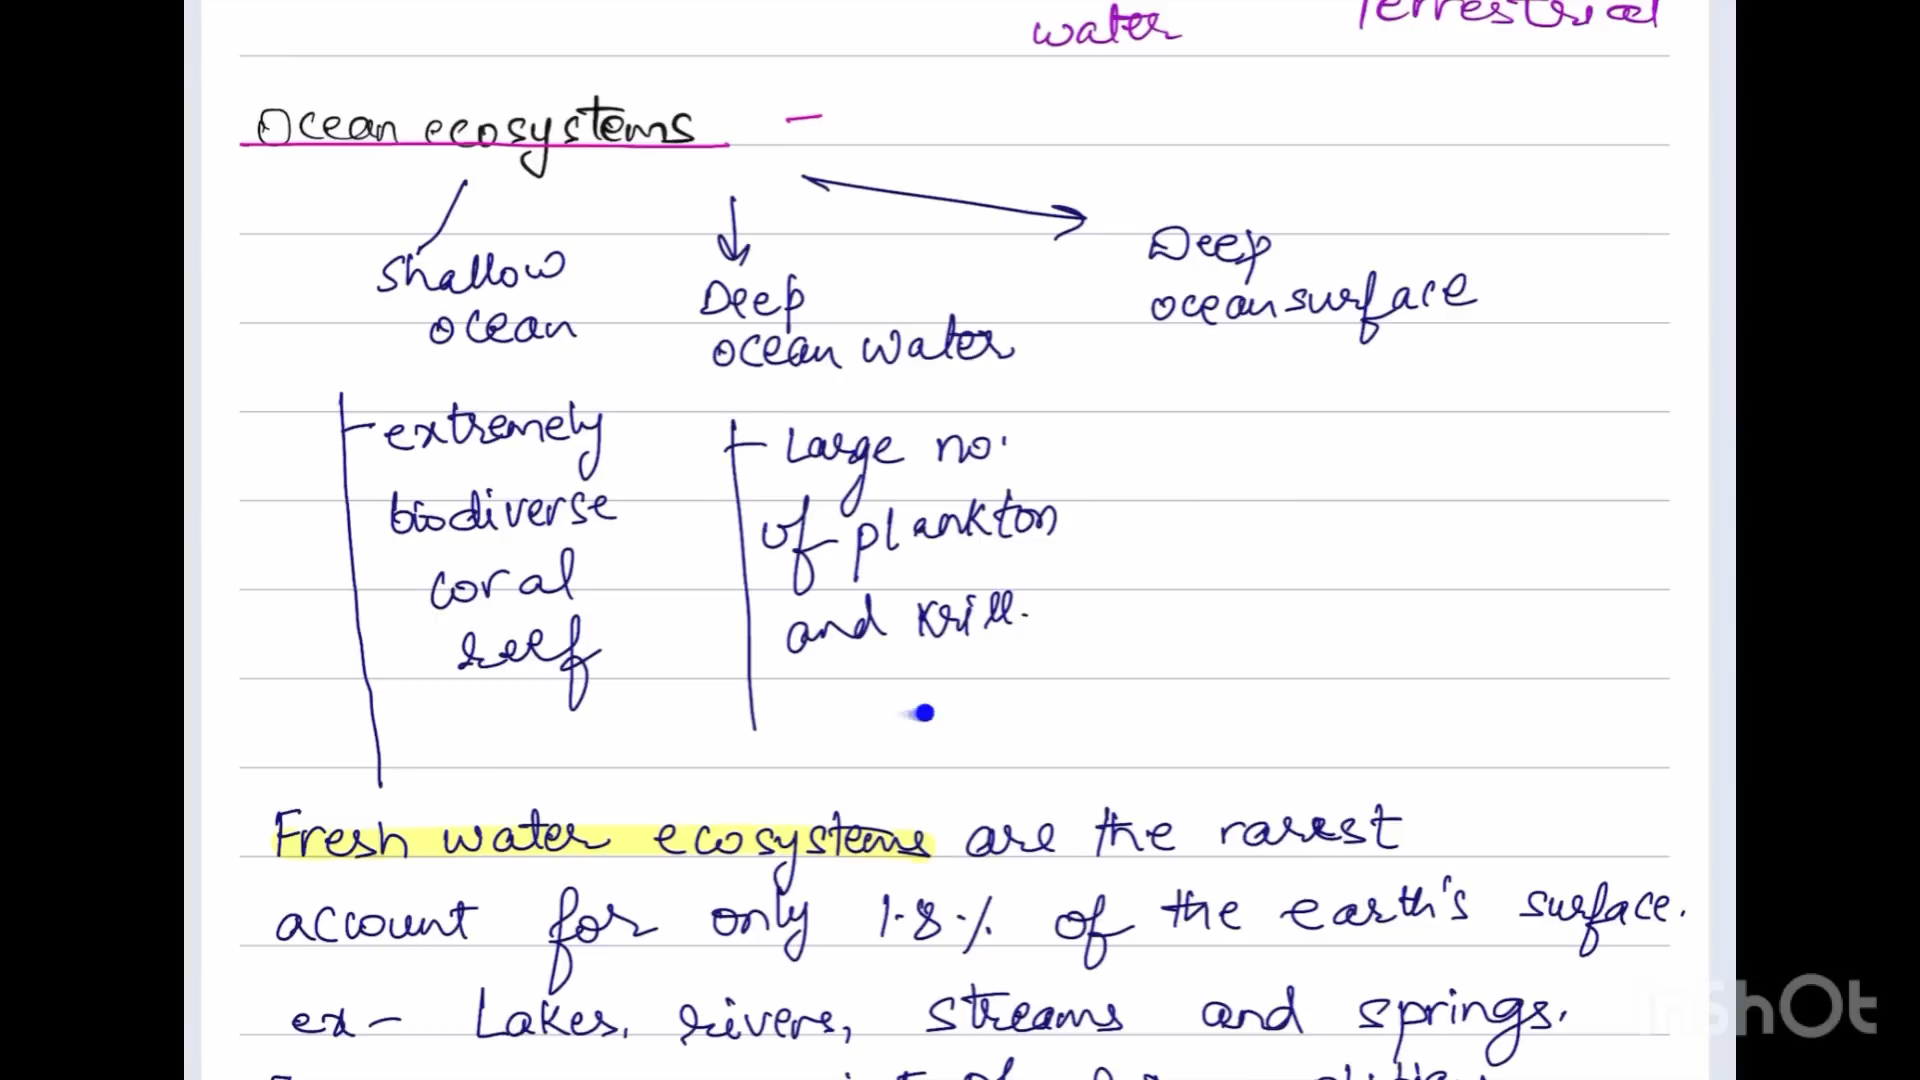 water Terrestrial
Ocean ecosystems -
Shallow
ocean
Deep
ocean water
Deep
ocean surface
- extremely
biodiverse
coral
reef
- Large no.
of plankton
and krill.
Fresh water ecosystems are the rarest
account for only 1.8% of the earth's surface.
ex- Lakes, rivers, streams and springs.
InShOt